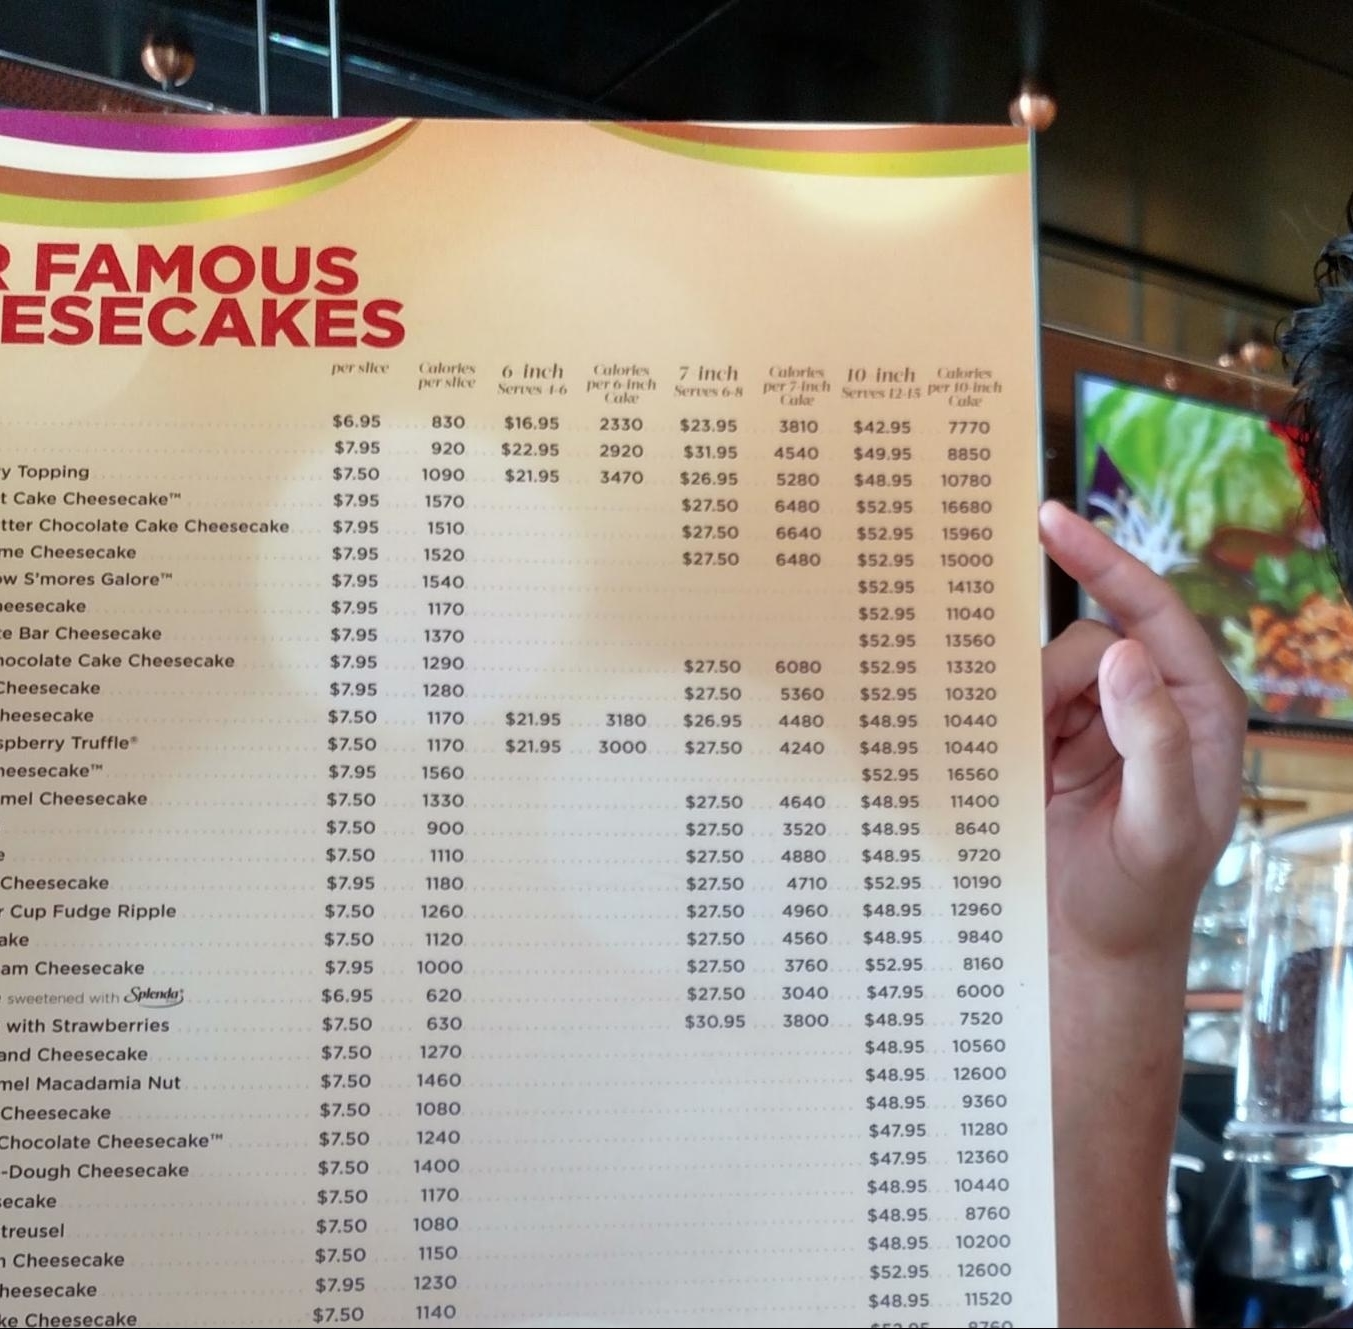 FAMOUS
ESECAKES
per slice Calories per slice 6 inch Serves 4-6 Calories per 6-inch Cake 7 inch Serves 6-8 Calories per 7-inch Cake 10 inch Serves 12-15 Calories per 10-inch Cake
$6.95 830 $16.95 2330 $23.95 3810 $42.95 7770
$7.95 920 $22.95 2920 $31.95 4540 $49.95 8850
y Topping $7.50 1090 $21.95 3470 $26.95 5280 $48.95 10780
t Cake Cheesecake™ $7.95 1570 $27.50 6480 $52.95 16680
tter Chocolate Cake Cheesecake $7.95 1510 $27.50 6640 $52.95 15960
me Cheesecake $7.95 1520 $27.50 6480 $52.95 15000
ow S'mores Galore™ $7.95 1540 $52.95 14130
heesecake $7.95 1170 $52.95 11040
te Bar Cheesecake $7.95 1370 $52.95 13560
hocolate Cake Cheesecake $7.95 1290 $27.50 6080 $52.95 13320
Cheesecake $7.95 1280 $27.50 5360 $52.95 10320
heesecake $7.50 1170 $21.95 3180 $26.95 4480 $48.95 10440
spberry Truffle® $7.50 1170 $21.95 3000 $27.50 4240 $48.95 10440
heesecake™ $7.95 1560 $52.95 16560
mel Cheesecake $7.50 1330 $27.50 4640 $48.95 11400
$7.50 900 $27.50 3520 $48.95 8640
e $7.50 1110 $27.50 4880 $48.95 9720
Cheesecake $7.95 1180 $27.50 4710 $52.95 10190
r Cup Fudge Ripple $7.50 1260 $27.50 4960 $48.95 12960
ake $7.50 1120 $27.50 4560 $48.95 9840
am Cheesecake $7.95 1000 $27.50 3760 $52.95 8160
sweetened with Splenda® $6.95 620 $27.50 3040 $47.95 6000
with Strawberries $7.50 630 $30.95 3800 $48.95 7520
and Cheesecake $7.50 1270 $48.95 10560
mel Macadamia Nut $7.50 1460 $48.95 12600
Cheesecake $7.50 1080 $48.95 9360
Chocolate Cheesecake™ $7.50 1240 $47.95 11280
-Dough Cheesecake $7.50 1400 $47.95 12360
secake $7.50 1170 $48.95 10440
treusel $7.50 1080 $48.95 8760
n Cheesecake $7.50 1150 $48.95 10200
heesecake $7.95 1230 $52.95 12600
ke Cheesecake $7.50 1140 $48.95 11520